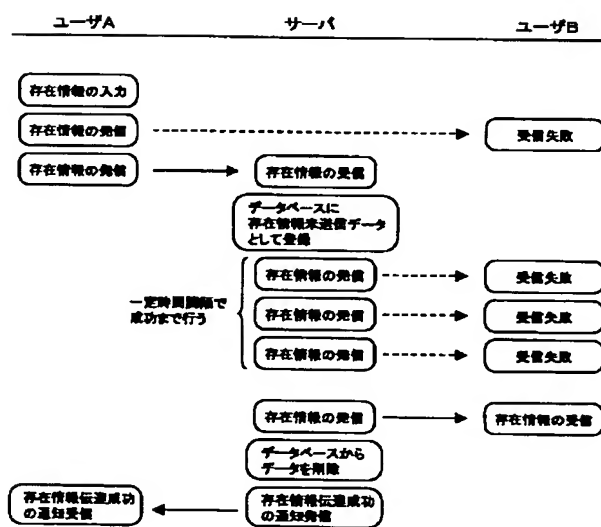 ユーザA
サーバ
ユーザB
存在情報の入力
存在情報の発信
受信失敗
存在情報の発信
存在情報の受信
データベースに
存在情報未送信データ
として登録
一定時間間隔で
成功まで行う
存在情報の発信
受信失敗
存在情報の発信
受信失敗
存在情報の発信
受信失敗
存在情報の発信
存在情報の受信
データベースから
データを削除
存在情報伝達成功
の通知受信
存在情報伝達成功
の通知発信